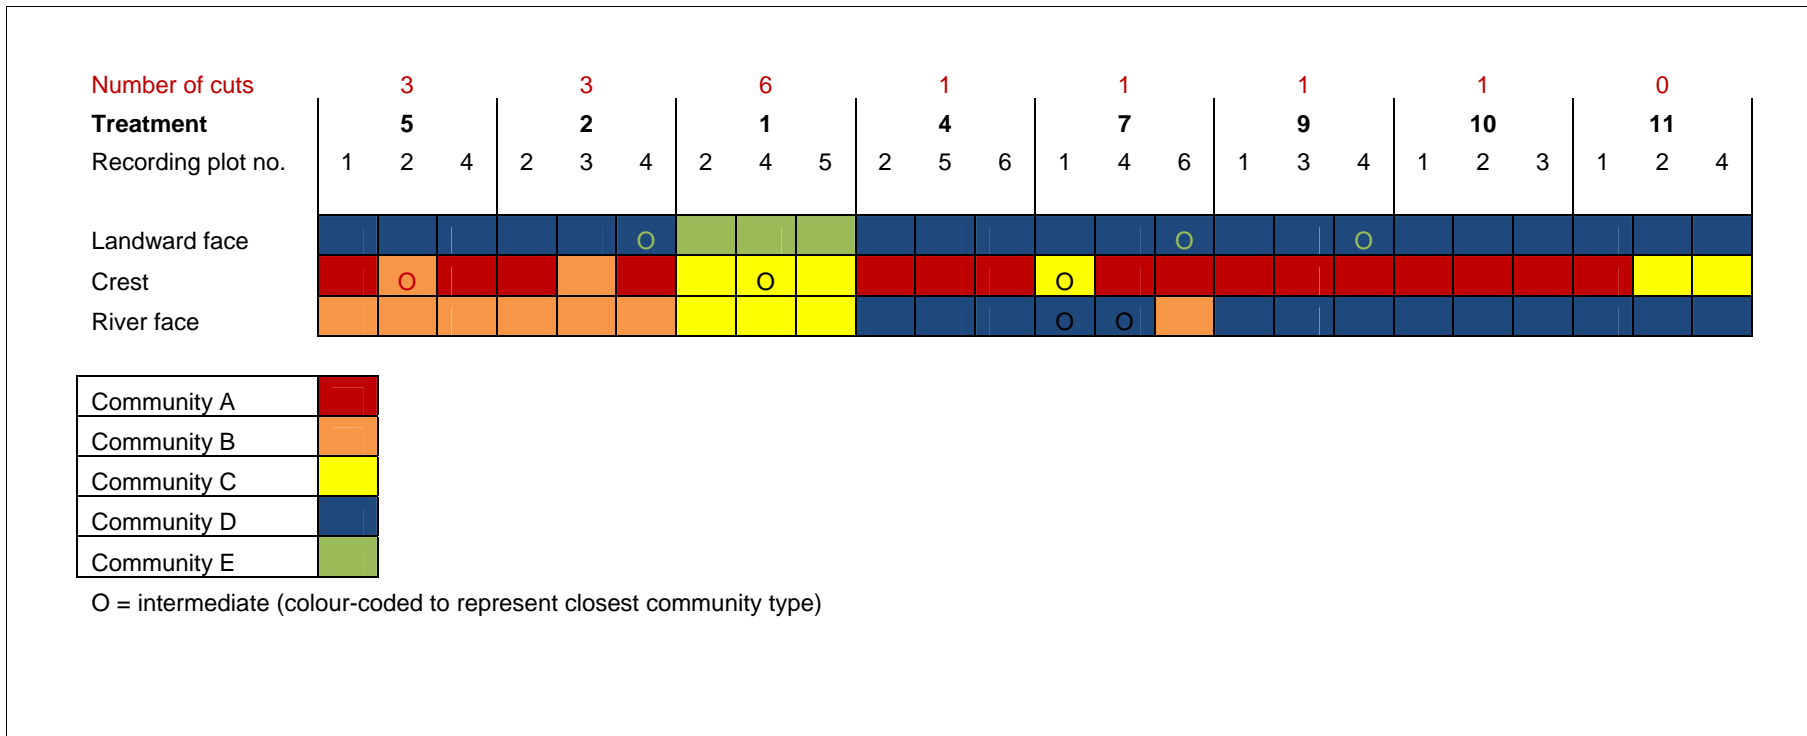 Number of cuts 3 3 6 1 1 1 1 0
Treatment 5 2 1 4 7 9 10 11
Recording plot no. 1 2 4 2 3 4 2 4 5 2 5 6 1 4 6 1 3 4 1 2 3 1 2 4
Landward face O O O
Crest O O O
River face O O
Community A
Community B
Community C
Community D
Community E
O = intermediate (colour-coded to represent closest community type)